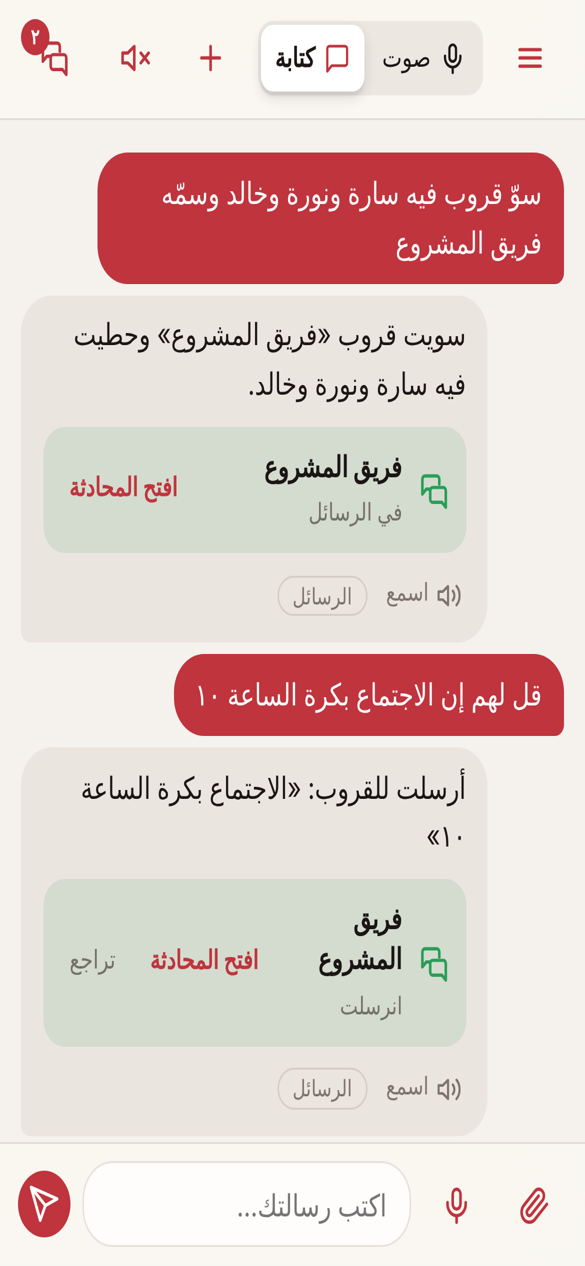 صوت
كتابة
٢
سوّ قروب فيه سارة ونورة وخالد وسمّه
فريق المشروع
سويت قروب «فريق المشروع» وحطيت
فيه سارة ونورة وخالد.
فريق المشروع
في الرسائل
افتح المحادثة
اسمع
الرسائل
قل لهم إن الاجتماع بكرة الساعة ١٠
أرسلت للقروب: «الاجتماع بكرة الساعة
١٠»
فريق
المشروع
انرسلت
افتح المحادثة
تراجع
اسمع
الرسائل
اكتب رسالتك...